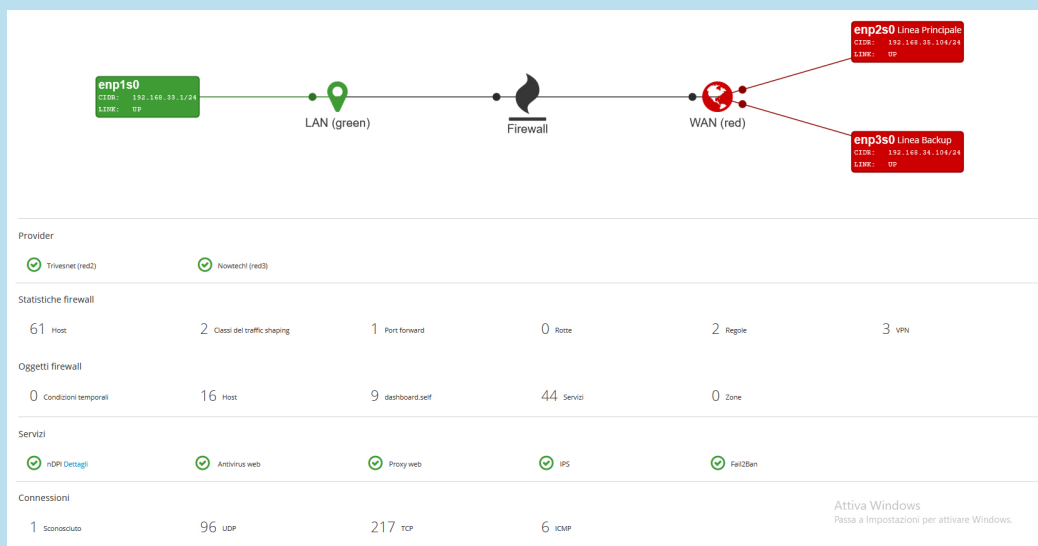 enp2s0 Linea Principale
CIDR: 192.168.35.104/24
LINK: UP
enp1s0
CIDR: 192.168.33.1/24
LINK: UP
LAN (green)
Firewall
WAN (red)
enp3s0 Linea Backup
CIDR: 192.168.34.104/24
LINK: UP
Provider
Trivesnet (red2) Nowtech! (red3)
Statistiche firewall
61 Host 2 Classi del traffic shaping 1 Port forward 0 Rotte 2 Regole 3 VPN
Oggetti firewall
0 Condizioni temporali 16 Host 9 dashboard.self 44 Servizi 0 Zone
Servizi
nDPI Dettagli Antivirus web Proxy web IPS Fail2Ban
Connessioni
1 Sconosciuto 96 UDP 217 TCP 6 ICMP
Attiva Windows
Passa a Impostazioni per attivare Windows.